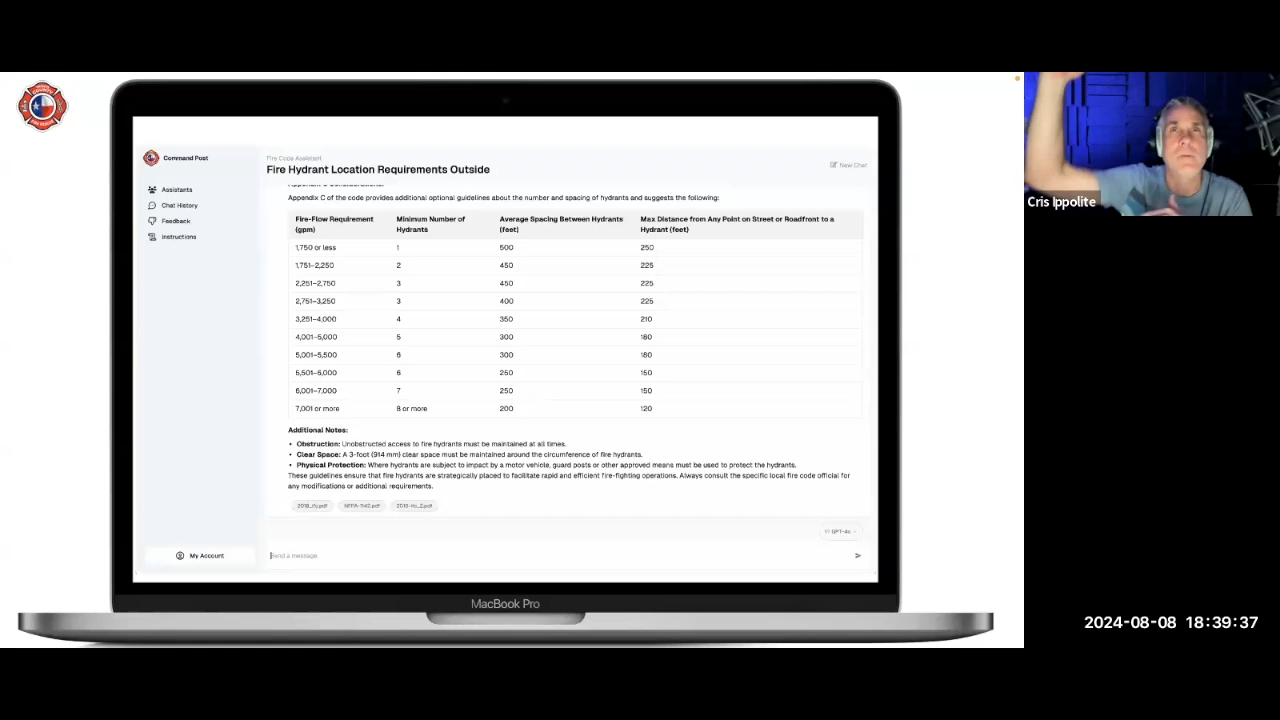 Command Post
Assistants
Chat History
Feedback
Instructions
My Account
Fire Code Assistant
Fire Hydrant Location Requirements Outside
New Chat
Appendix C of the code provides additional optional guidelines about the number and spacing of hydrants and suggests the following:
Fire-Flow Requirement (gpm) Minimum Number of Hydrants Average Spacing Between Hydrants (feet) Max Distance from Any Point on Street or Roadfront to a Hydrant (feet)
1,750 or less 1 500 250
1,751–2,250 2 450 225
2,251–2,750 3 450 225
2,751–3,250 3 400 225
3,251–4,000 4 350 210
4,001–5,000 5 300 180
5,001–5,500 6 300 180
5,501–6,000 6 250 150
6,001–7,000 7 250 150
7,001 or more 8 or more 200 120
Additional Notes:
• Obstruction: Unobstructed access to fire hydrants must be maintained at all times.
• Clear Space: A 3-foot (914 mm) clear space must be maintained around the circumference of fire hydrants.
• Physical Protection: Where hydrants are subject to impact by a motor vehicle, guard posts or other approved means must be used to protect the hydrants.
These guidelines ensure that fire hydrants are strategically placed to facilitate rapid and efficient fire-fighting operations. Always consult the specific local fire code official for
any modifications or additional requirements.
GPT-4o
Send a message
MacBook Pro
Cris Ippolite
2024-08-08 18:39:37